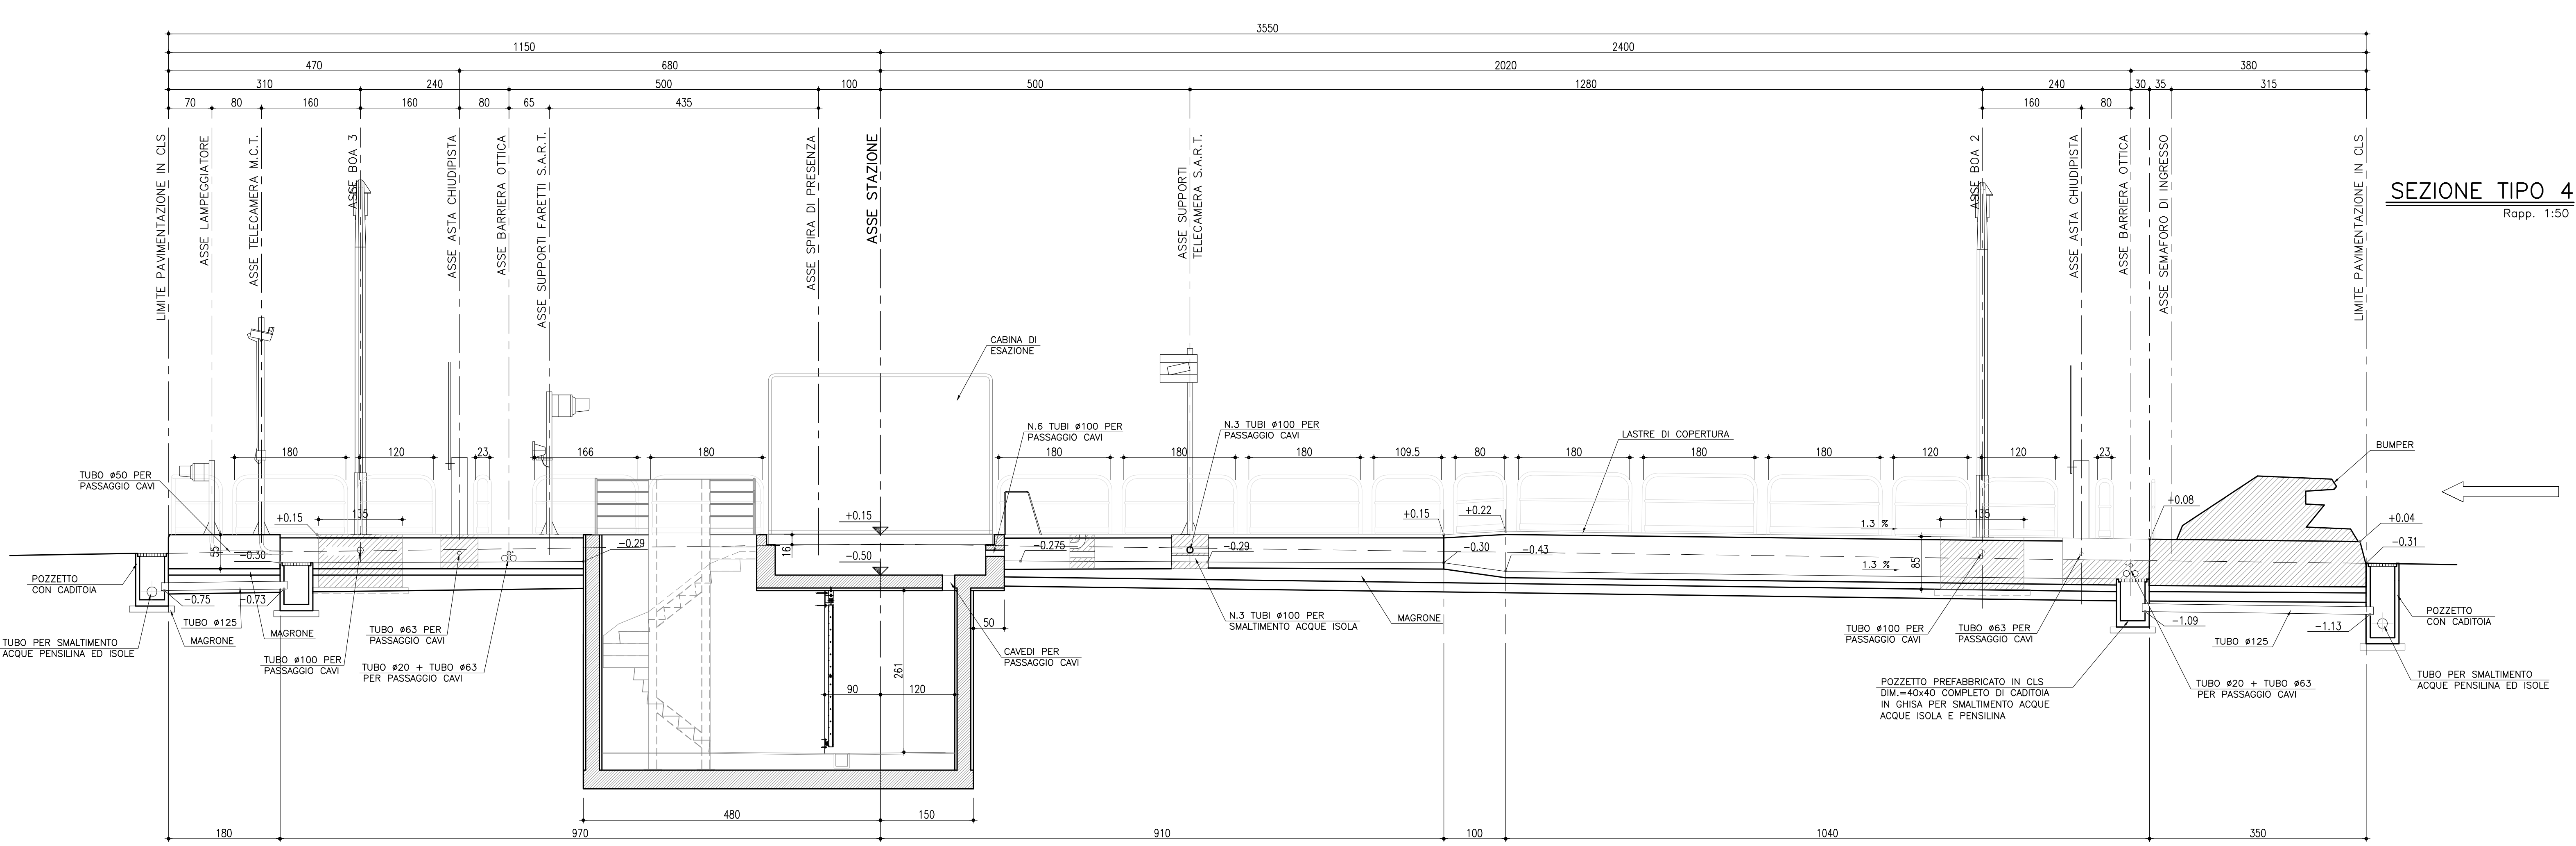 3550
1150
2400
470
680
2020
380
310
240
500
100
500
1280
240
30
35
315
70
80
160
160
80
65
435
160
80
LIMITE PAVIMENTAZIONE IN CLS
ASSE LAMPEGGIATORE
ASSE TELECAMERA M.C.T.
ASSE BOA 3
ASSE ASTA CHIUDIPISTA
ASSE BARRIERA OTTICA
ASSE SUPPORTI FARETTI S.A.R.T.
ASSE SPIRA DI PRESENZA
ASSE STAZIONE
ASSE SUPPORTI
TELECAMERA S.A.R.T.
ASSE BOA 2
ASSE ASTA CHIUDIPISTA
ASSE BARRIERA OTTICA
ASSE SEMAFORO DI INGRESSO
LIMITE PAVIMENTAZIONE IN CLS
SEZIONE TIPO 4
Rapp. 1:50
CABINA DI
ESAZIONE
N.6 TUBI ø100 PER
PASSAGGIO CAVI
N.3 TUBI ø100 PER
PASSAGGIO CAVI
LASTRE DI COPERTURA
BUMPER
TUBO ø50 PER
PASSAGGIO CAVI
180
120
23
166
180
180
180
180
109.5
80
180
180
180
120
120
23
+0.15
135
+0.15
+0.15
+0.22
135
+0.08
+0.04
55
-0.30
-0.29
16
-0.50
-0.275
-0.29
-0.30
-0.43
1.3 %
1.3 %
85
-0.31
POZZETTO
CON CADITOIA
-0.75
-0.73
TUBO ø125
MAGRONE
MAGRONE
TUBO PER SMALTIMENTO
ACQUE PENSILINA ED ISOLE
TUBO ø63 PER
PASSAGGIO CAVI
TUBO ø100 PER
PASSAGGIO CAVI
TUBO ø20 + TUBO ø63
PER PASSAGGIO CAVI
50
CAVEDI PER
PASSAGGIO CAVI
261
90
120
N.3 TUBI ø100 PER
SMALTIMENTO ACQUE ISOLA
MAGRONE
TUBO ø100 PER
PASSAGGIO CAVI
TUBO ø63 PER
PASSAGGIO CAVI
-1.09
-1.13
TUBO ø125
POZZETTO
CON CADITOIA
POZZETTO PREFABBRICATO IN CLS
DIM.=40x40 COMPLETO DI CADITOIA
IN GHISA PER SMALTIMENTO ACQUE
ACQUE ISOLA E PENSILINA
TUBO ø20 + TUBO ø63
PER PASSAGGIO CAVI
TUBO PER SMALTIMENTO
ACQUE PENSILINA ED ISOLE
480
150
180
970
910
100
1040
350